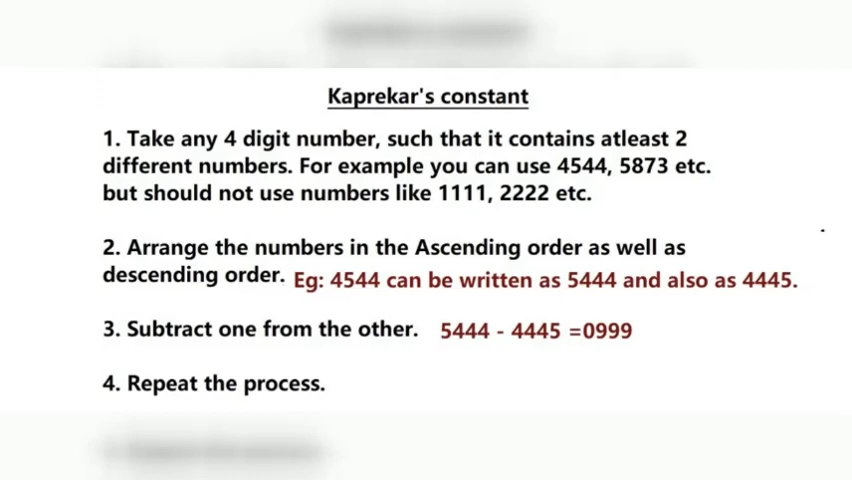 Kaprekar's constant
1. Take any 4 digit number, such that it contains atleast 2
different numbers. For example you can use 4544, 5873 etc.
but should not use numbers like 1111, 2222 etc.
2. Arrange the numbers in the Ascending order as well as
descending order. Eg: 4544 can be written as 5444 and also as 4445.
3. Subtract one from the other. 5444 - 4445 =0999
4. Repeat the process.